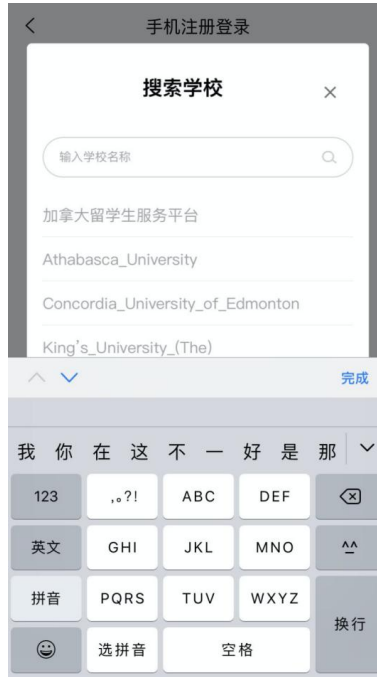 手机注册登录
搜索学校
输入学校名称
加拿大留学生服务平台
Athabasca_University
Concordia_University_of_Edmonton
King's_University_(The)
完成
我 你 在 这 不 一 好 是 那
123 ,。?! ABC DEF
英文 GHI JKL MNO ^^
拼音 PQRS TUV WXYZ 换行
选拼音 空格